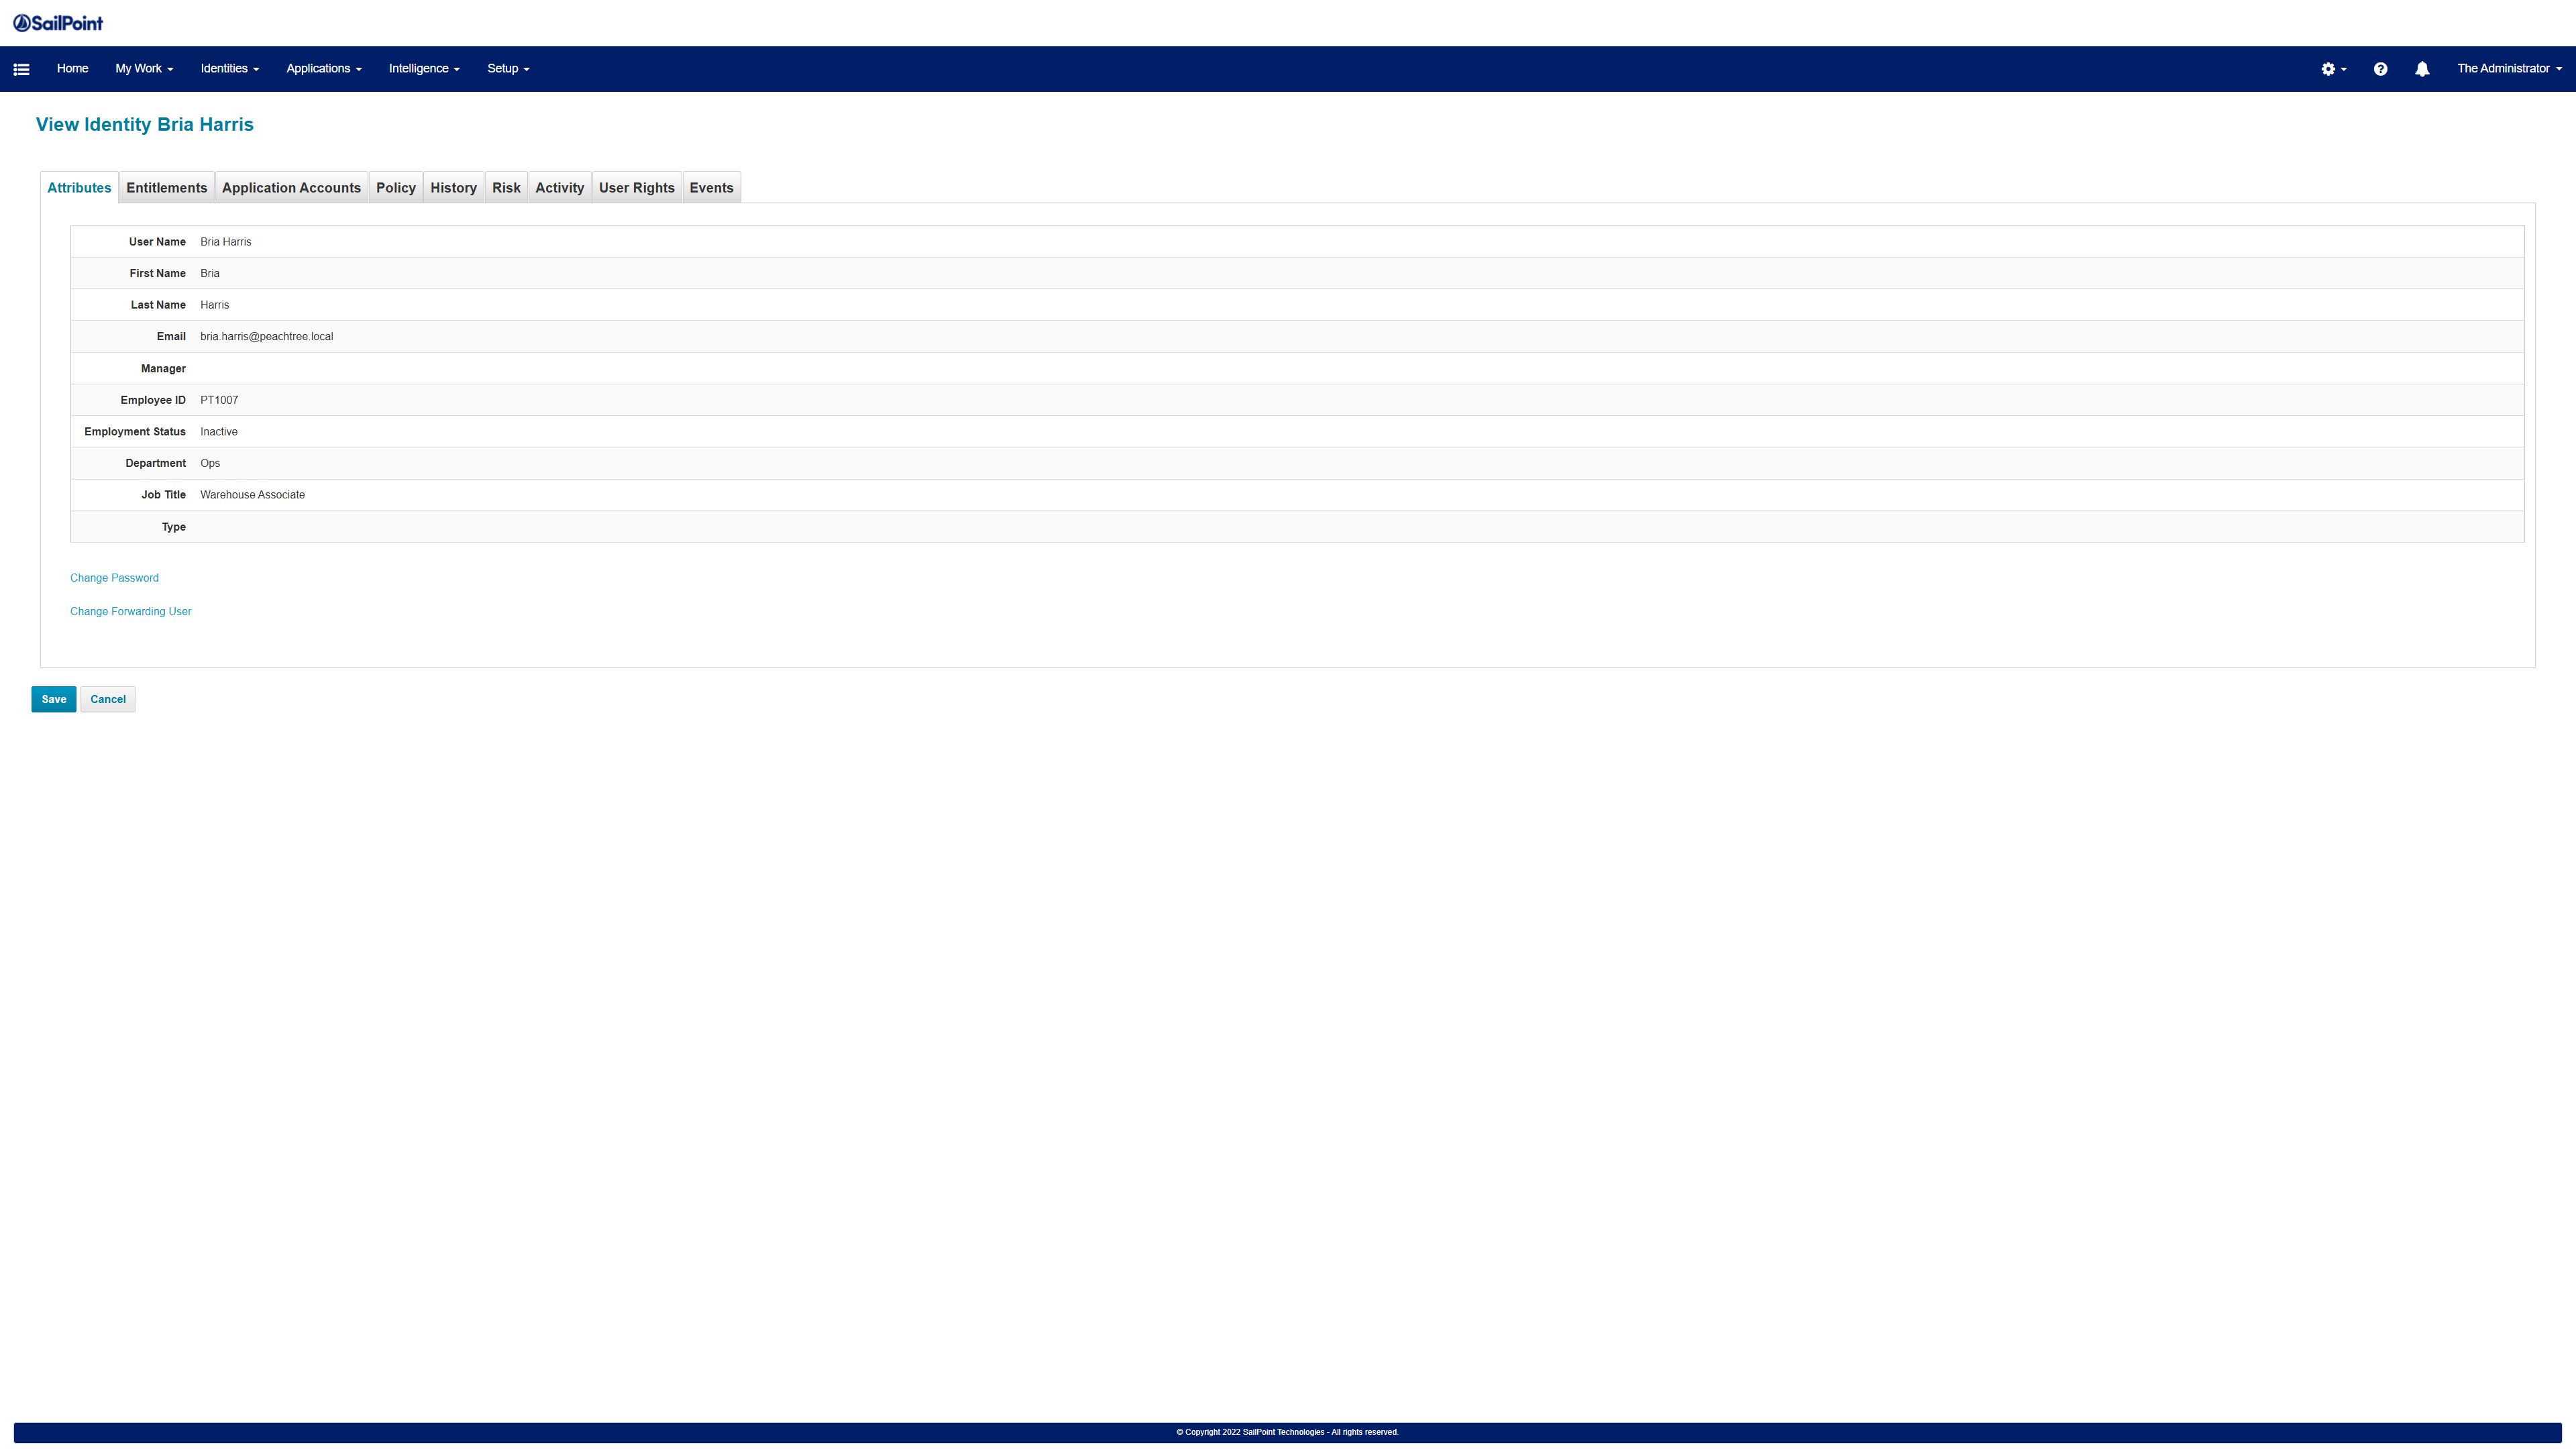 SailPoint
Home My Work Identities Applications Intelligence Setup The Administrator
View Identity Bria Harris
Attributes Entitlements Application Accounts Policy History Risk Activity User Rights Events
User Name Bria Harris
First Name Bria
Last Name Harris
Email bria.harris@peachtree.local
Manager
Employee ID PT1007
Employment Status Inactive
Department Ops
Job Title Warehouse Associate
Type
Change Password
Change Forwarding User
Save Cancel
© Copyright 2022 SailPoint Technologies - All rights reserved.